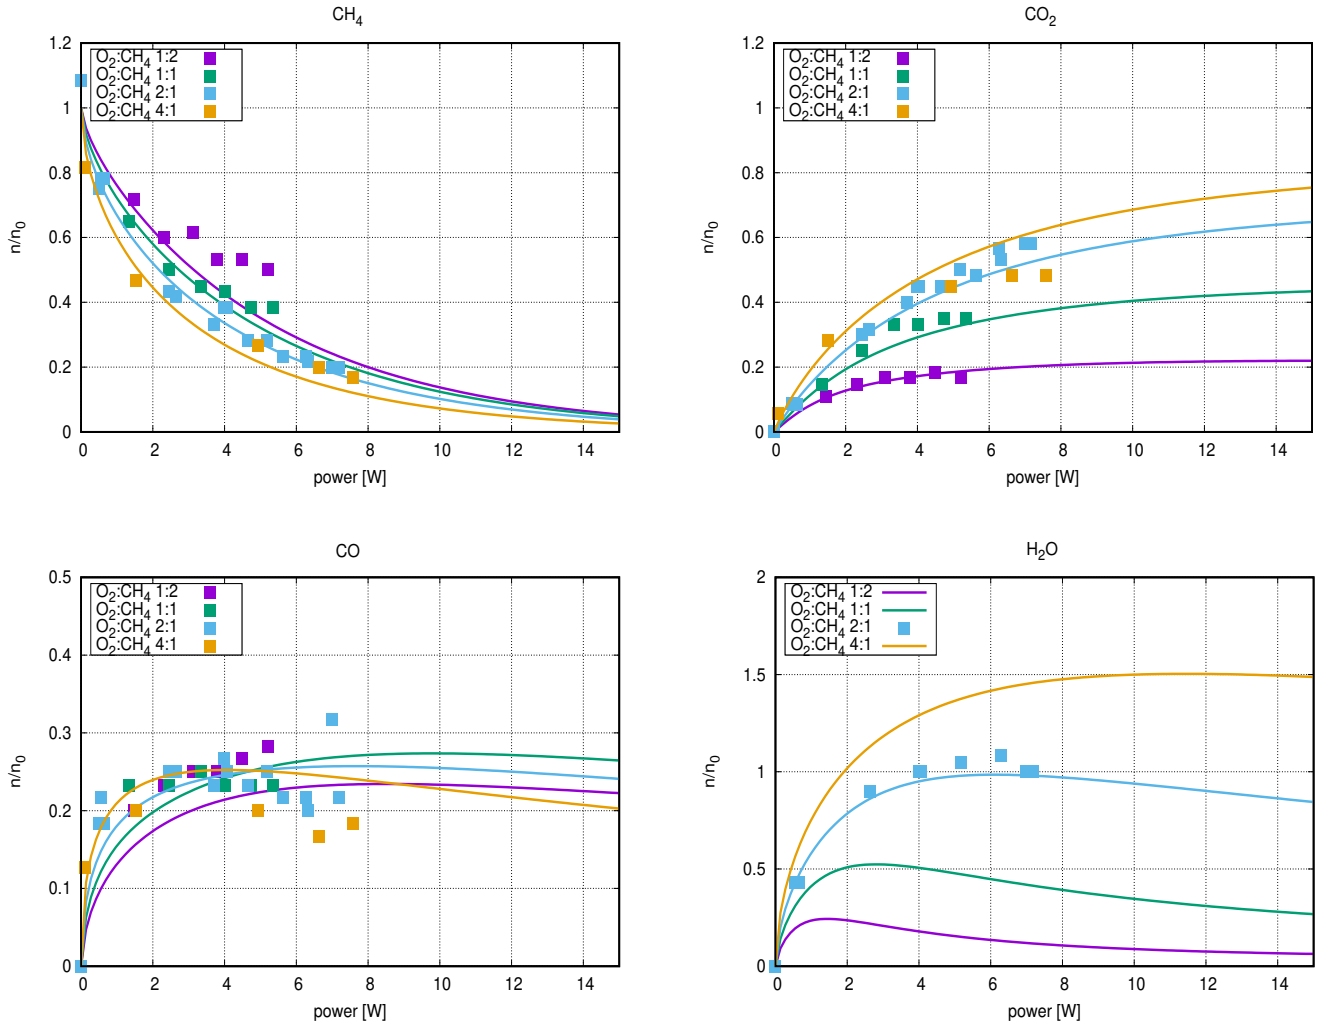 CH4
1.2
1
0.8
0.6
0.4
0.2
0
n/n0
O2:CH4 1:2
O2:CH4 1:1
O2:CH4 2:1
O2:CH4 4:1
0 2 4 6 8 10 12 14
power [W]
CO2
1.2
1
0.8
0.6
0.4
0.2
0
n/n0
O2:CH4 1:2
O2:CH4 1:1
O2:CH4 2:1
O2:CH4 4:1
0 2 4 6 8 10 12 14
power [W]
CO
0.5
0.4
0.3
0.2
0.1
0
n/n0
O2:CH4 1:2
O2:CH4 1:1
O2:CH4 2:1
O2:CH4 4:1
0 2 4 6 8 10 12 14
power [W]
H2O
2
1.5
1
0.5
0
n/n0
O2:CH4 1:2
O2:CH4 1:1
O2:CH4 2:1
O2:CH4 4:1
0 2 4 6 8 10 12 14
power [W]